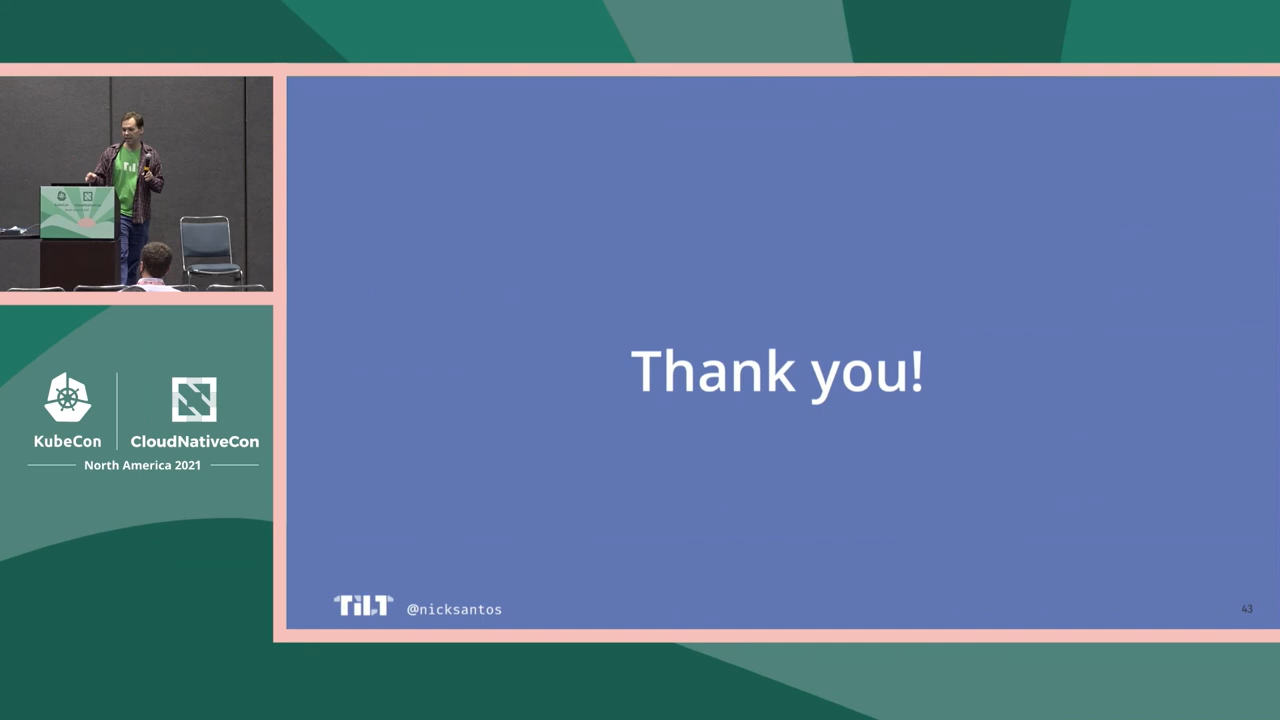 Thank you!
KubeCon
CloudNativeCon
North America 2021
TiLT @nicksantos
43